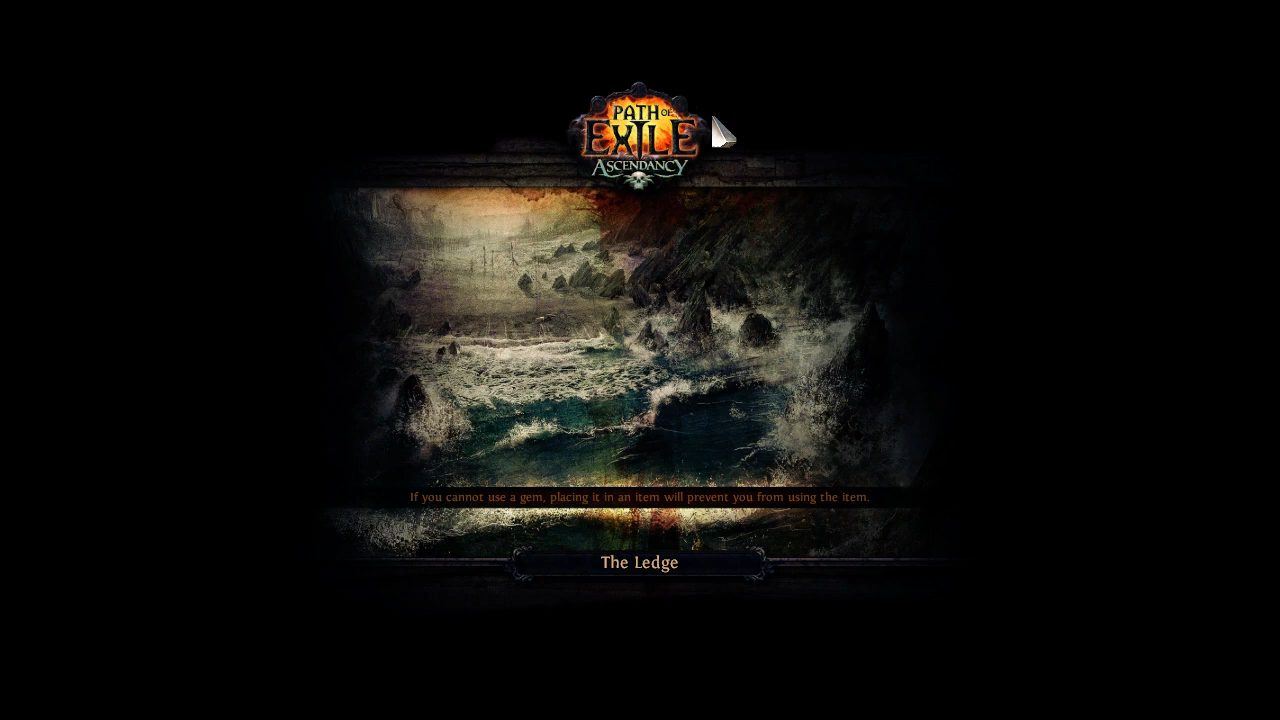 PATH OF
EXILE
ASCENDANCY
If you cannot use a gem, placing it in an item will prevent you from using the item.
The Ledge